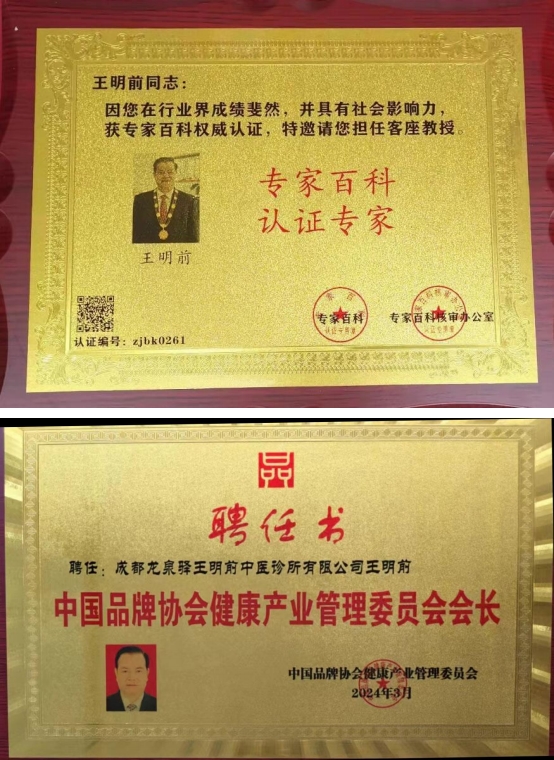 王明前同志：
因您在行业界成绩斐然，并具有社会影响力，
获专家百科权威认证，特邀请您担任客座教授。
专家百科
认证专家
王明前
专家百科
专家百科核审办公室
认证编号：zjbk0261
品
聘任书
聘任：成都龙泉驿王明前中医诊所有限公司王明前
中国品牌协会健康产业管理委员会会长
中国品牌协会健康产业管理委员会
2024年3月